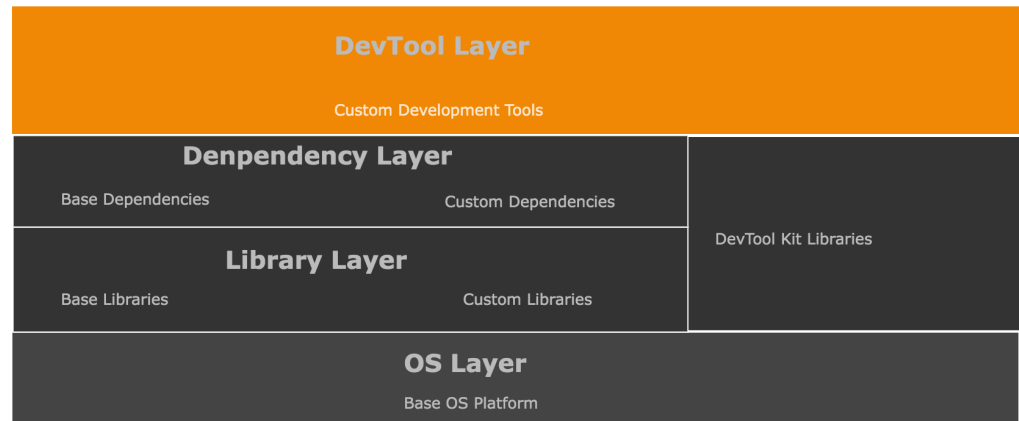 DevTool Layer
Custom Development Tools
Denpendency Layer
Base Dependencies
Custom Dependencies
DevTool Kit Libraries
Library Layer
Base Libraries
Custom Libraries
OS Layer
Base OS Platform